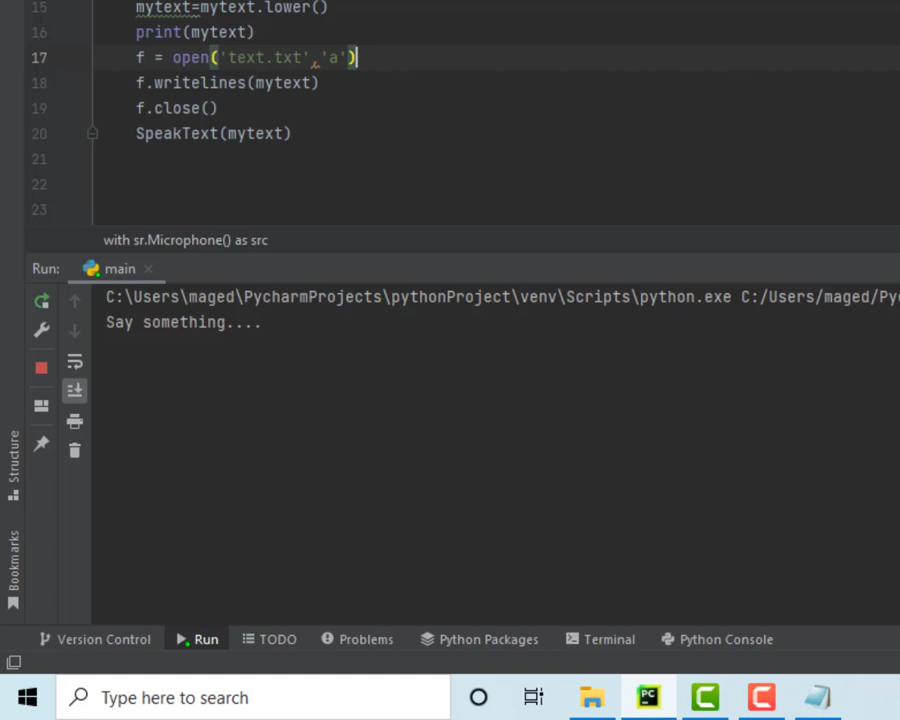 15 mytext=mytext.lower()
16 print(mytext)
17 f = open('text.txt','a')
18 f.writelines(mytext)
19 f.close()
20 SpeakText(mytext)
21
22
23
with sr.Microphone() as src
Run: main
C:\Users\maged\PycharmProjects\pythonProject\venv\Scripts\python.exe C:/Users/maged/Pyc
Say something....
Structure
Bookmarks
Version Control Run TODO Problems Python Packages Terminal Python Console
PC
Type here to search